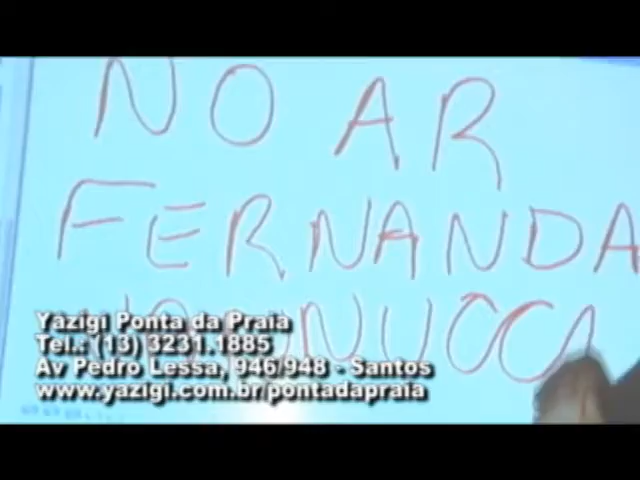 NO AR
FERNANDA
Yázigi Ponta da Praia
Tel.: (13) 3231.1885
Av Pedro Lessa, 946/948 - Santos
www.yazigi.com.br/pontadapraia